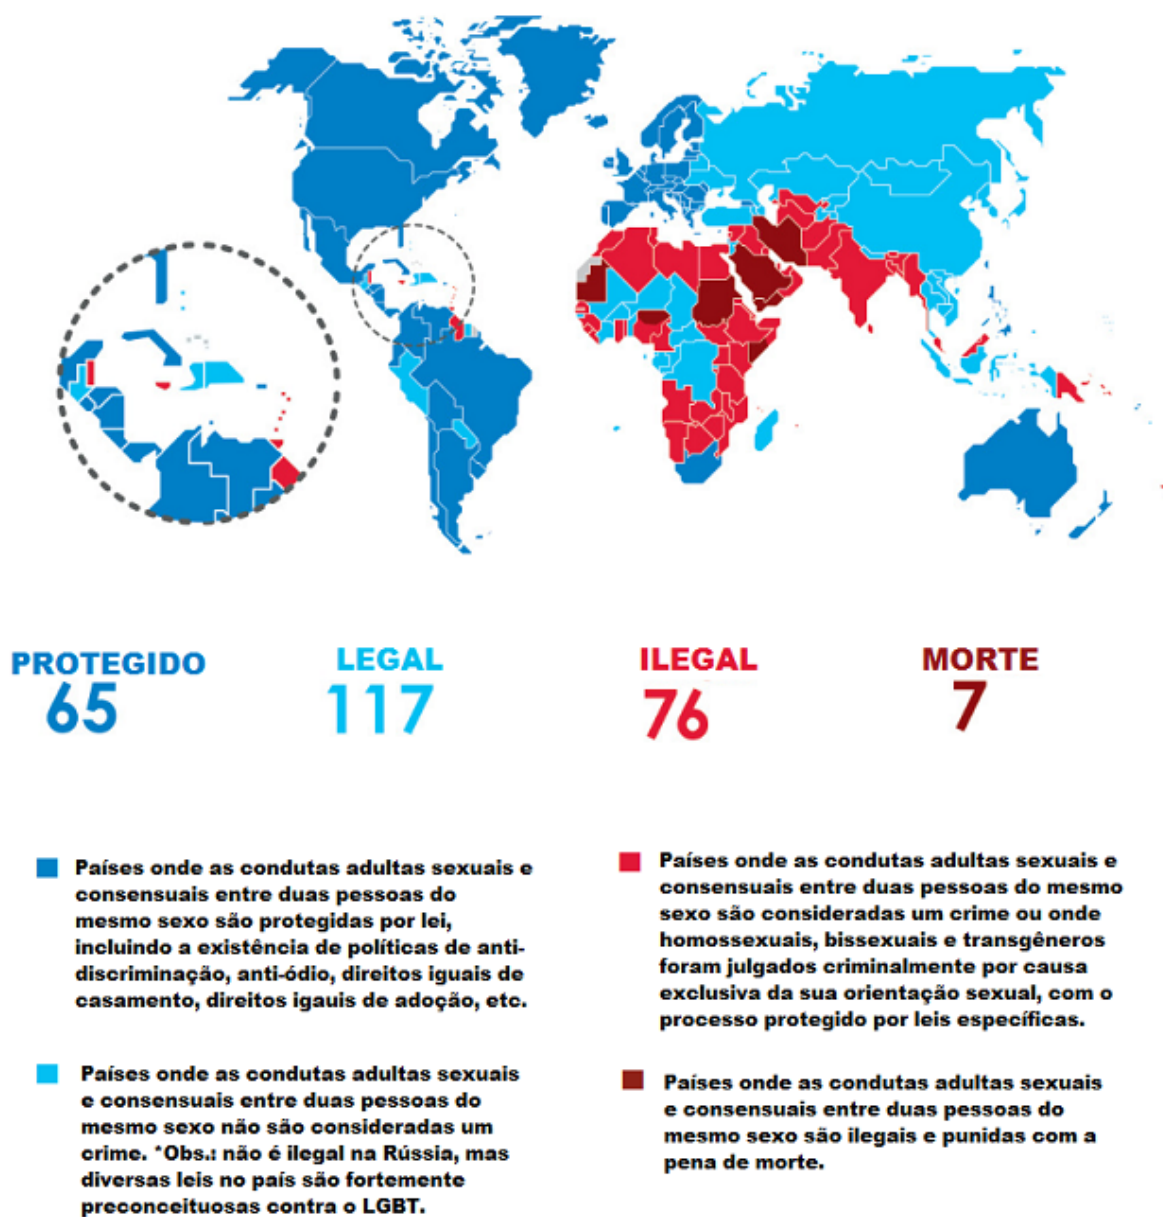 PROTEGIDO
65
LEGAL
117
ILEGAL
76
MORTE
7
Países onde as condutas adultas sexuais e
consensuais entre duas pessoas do
mesmo sexo são protegidas por lei,
incluindo a existência de políticas de anti-
discriminação, anti-ódio, direitos iguais de
casamento, direitos igauis de adoção, etc.
Países onde as condutas adultas sexuais
e consensuais entre duas pessoas do
mesmo sexo não são consideradas um
crime. *Obs.: não é ilegal na Rússia, mas
diversas leis no país são fortemente
preconceituosas contra o LGBT.
Países onde as condutas adultas sexuais e
consensuais entre duas pessoas do mesmo
sexo são consideradas um crime ou onde
homossexuais, bissexuais e transgêneros
foram julgados criminalmente por causa
exclusiva da sua orientação sexual, com o
processo protegido por leis específicas.
Países onde as condutas adultas sexuais
e consensuais entre duas pessoas do
mesmo sexo são ilegais e punidas com a
pena de morte.